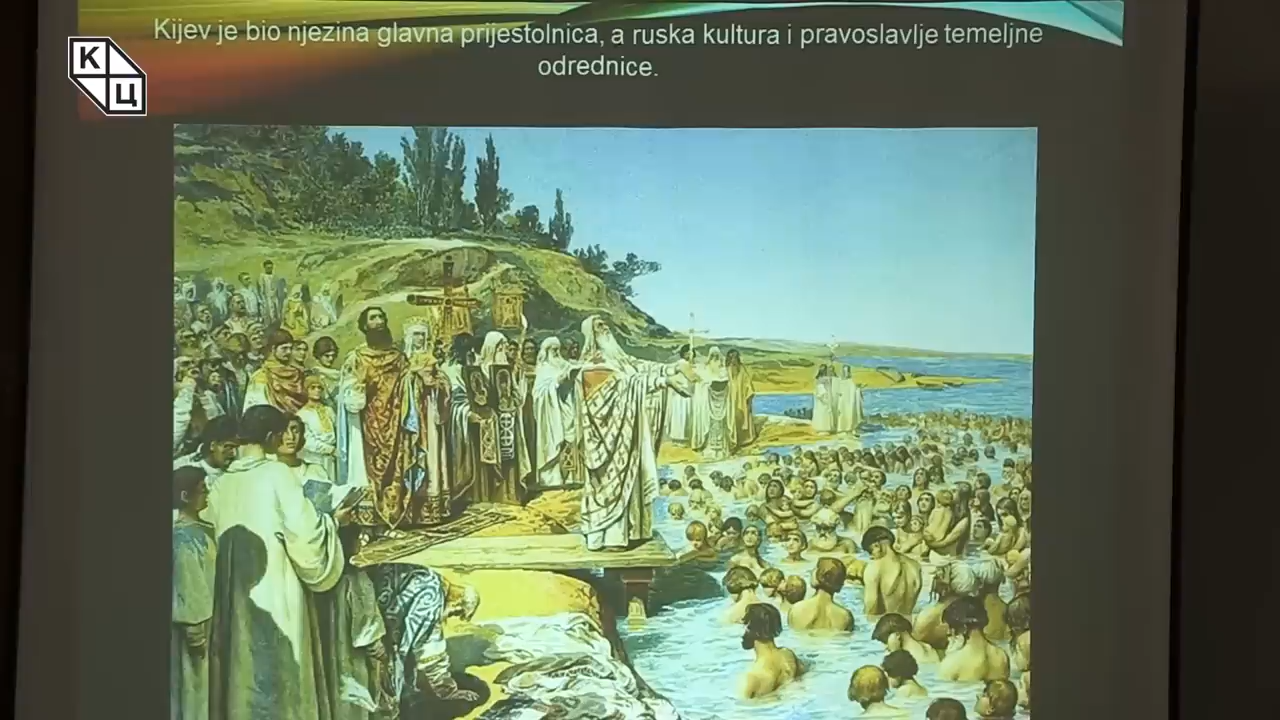 Kijev je bio njezina glavna prijestolnica, a ruska kultura i pravoslavlje temeljne
odrednice.
К
Ц